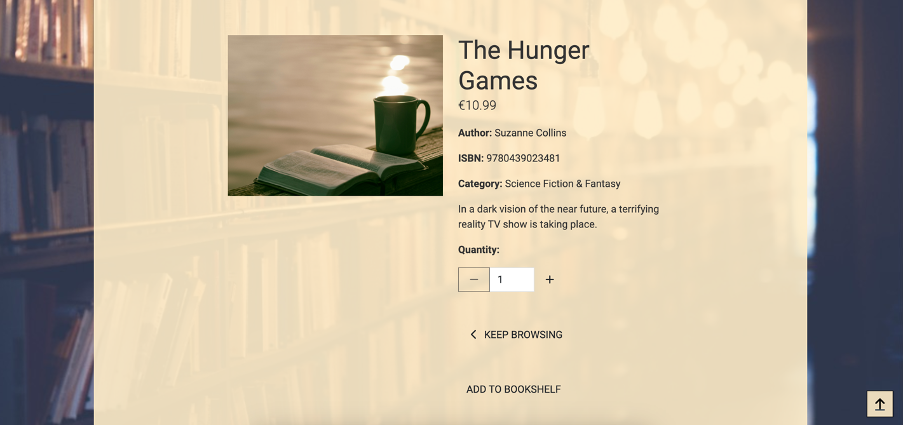 The Hunger
Games
€10.99
Author: Suzanne Collins
ISBN: 9780439023481
Category: Science Fiction & Fantasy
In a dark vision of the near future, a terrifying
reality TV show is taking place.
Quantity:
1
KEEP BROWSING
ADD TO BOOKSHELF